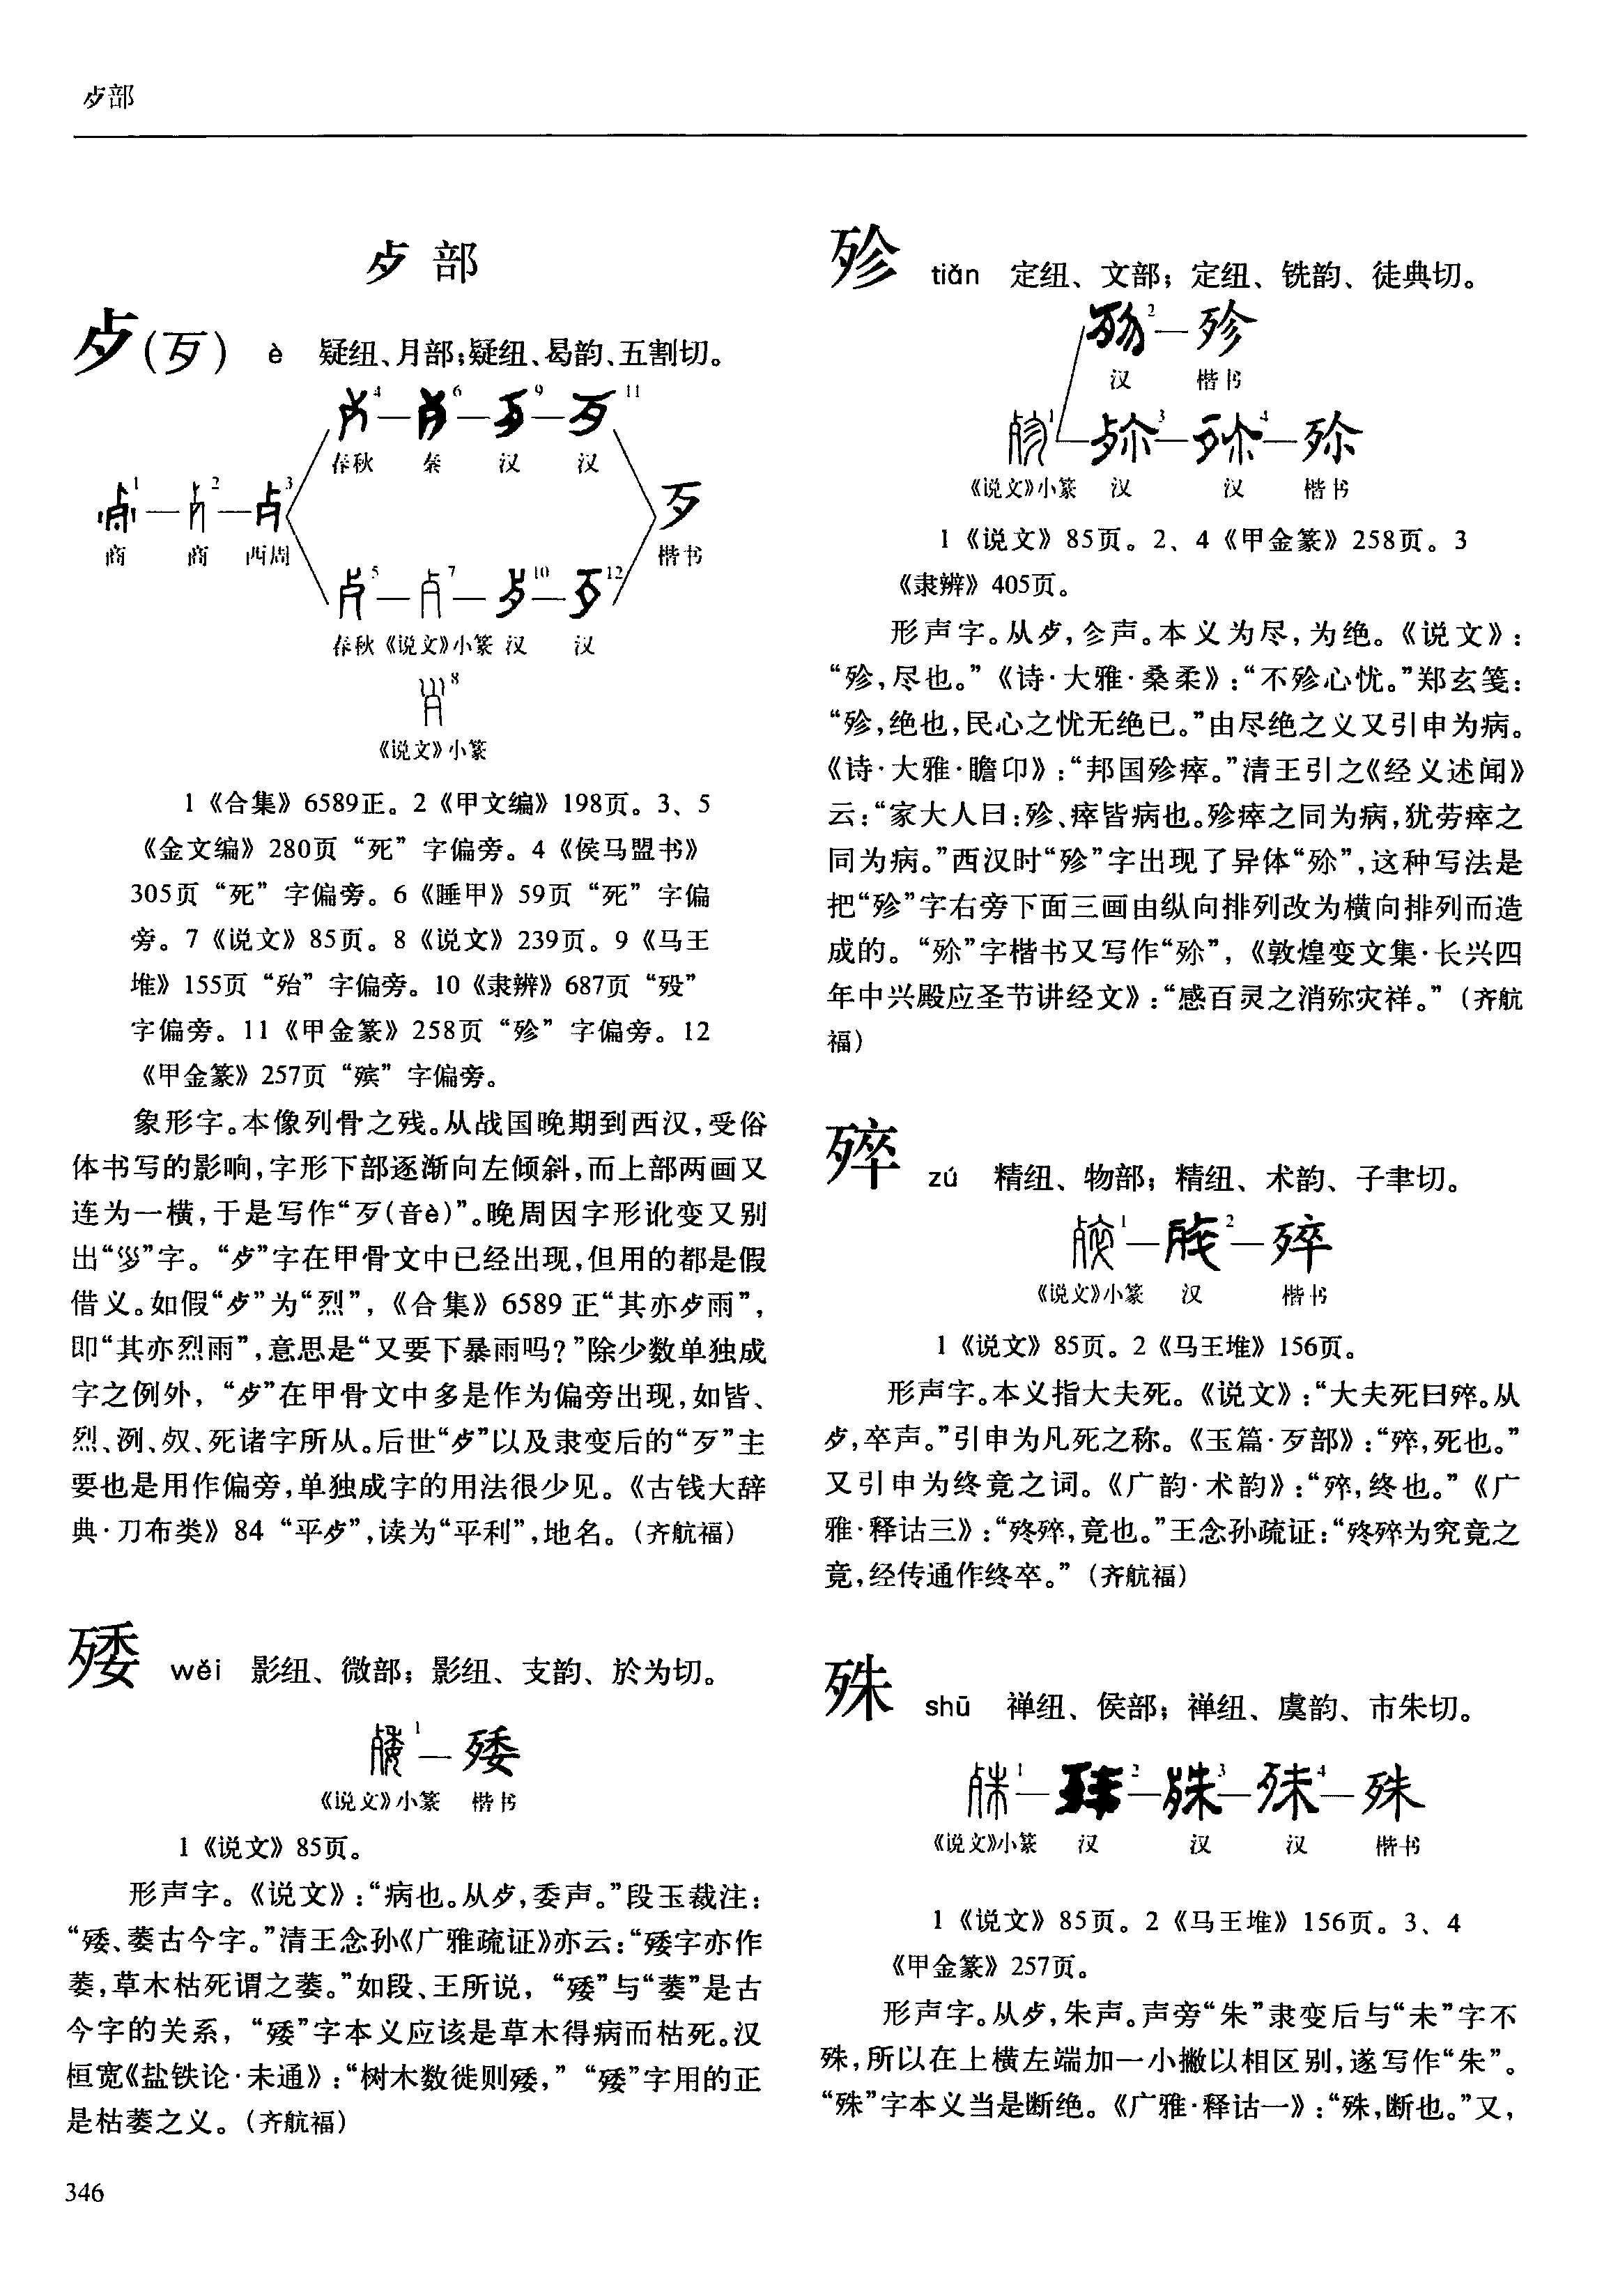 歺部
歺 部
歺(歹) è 疑纽、月部;疑纽、曷韵、五割切。
4 6 9 11
春秋 秦 汉 汉
1 2 3
歹
商 商 西周 楷书
5 7 10 12
春秋《说文》小篆 汉 汉
8
《说文》小篆
1《合集》6589正。2《甲文编》198页。3、5
《金文编》280页“死”字偏旁。4《侯马盟书》
305页“死”字偏旁。6《睡甲》59页“死”字偏
旁。7《说文》85页。8《说文》239页。9《马王
堆》155页“殆”字偏旁。10《隶辨》687页“殁”
字偏旁。11《甲金篆》258页“殄”字偏旁。12
《甲金篆》257页“殡”字偏旁。
象形字。本像列骨之残。从战国晚期到西汉,受俗
体书写的影响,字形下部逐渐向左倾斜,而上部两画又
连为一横,于是写作“歹(音è)”。晚周因字形讹变又别
出“”字。“歺”字在甲骨文中已经出现,但用的都是假
借义。如假“歺”为“烈”,《合集》6589正“其亦歺雨”,
即“其亦烈雨”,意思是“又要下暴雨吗?”除少数单独成
字之例外,“歺”在甲骨文中多是作为偏旁出现,如皆、
烈、洌、𣦼、死诸字所从。后世“歺”以及隶变后的“歹”主
要也是用作偏旁,单独成字的用法很少见。《古钱大辞
典·刀布类》84“平歺”,读为“平利”,地名。(齐航福)
殗 wěi 影纽、微部;影纽、支韵、於为切。
1
《说文》小篆 楷书
1《说文》85页。
形声字。《说文》:“病也。从歺,委声。”段玉裁注:
“㱱、萎古今字。”清王念孙《广雅疏证》亦云:“㱱字亦作
萎,草木枯死谓之萎。”如段、王所说,“㱱”与“萎”是古
今字的关系,“㱱”字本义应该是草木得病而枯死。汉
桓宽《盐铁论·未通》:“树木数徙则㱱,”“㱱”字用的正
是枯萎之义。(齐航福)
346
殄 tiǎn 定纽、文部;定纽、铣韵、徒典切。
2 殄
汉 楷书
1 3 4 㱥
《说文》小篆 汉 汉 楷书
1《说文》85页。2、4《甲金篆》258页。3
《隶辨》405页。
形声字。从歺,㐱声。本义为尽,为绝。《说文》:
“殄,尽也。”《诗·大雅·桑柔》:“不殄心忧。”郑玄笺:
“殄,绝也,民心之忧无绝已。”由尽绝之义又引申为病。
《诗·大雅·瞻卬》:“邦国殄瘁。”清王引之《经义述闻》
云:“家大人曰:殄、瘁皆病也。殄瘁之同为病,犹劳瘁之
同为病。”西汉时“殄”字出现了异体“”,这种写法是
把“殄”字右旁下面三画由纵向排列改为横向排列而造
成的。“”字楷书又写作“”,《敦煌变文集·长兴四
年中兴殿应圣节讲经文》:“感百灵之消灾祥。”(齐航
福)
殚 zú 精纽、物部;精纽、术韵、子聿切。
1 2 㱖
《说文》小篆 汉 楷书
1《说文》85页。2《马王堆》156页。
形声字。本义指大夫死。《说文》:“大夫死曰㱖。从
歺,卒声。”引申为凡死之称。《玉篇·歹部》:“㱖,死也。”
又引申为终竟之词。《广韵·术韵》:“㱖,终也。”《广
雅·释诂三》:“㱖,竟也。”王念孙疏证:“㱖为究竟之
竟,经传通作终卒。”(齐航福)
殊 shū 禅纽、侯部;禅纽、虞韵、市朱切。
1 2 3 4 殊
《说文》小篆 汉 汉 汉 楷书
1《说文》85页。2《马王堆》156页。3、4
《甲金篆》257页。
形声字。从歺,朱声。声旁“朱”隶变后与“未”字不
殊,所以在上横左端加一小撇以相区别,遂写作“朱”。
“殊”字本义当是断绝。《广雅·释诂一》:“殊,断也。”又,